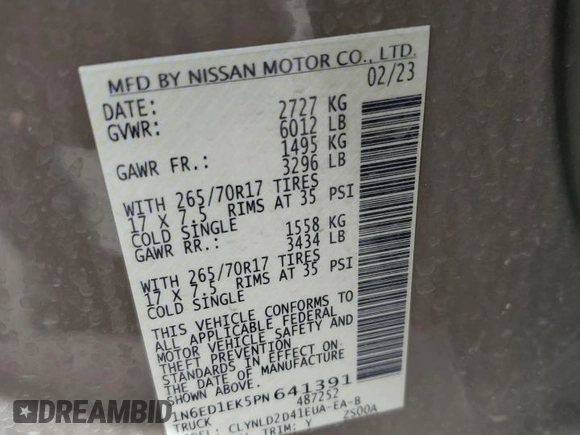 MFD BY NISSAN MOTOR CO., LTD.
DATE: 02/23
GVWR: 2727 KG
6012 LB
GAWR FR.: 1495 KG
3296 LB
WITH 265/70R17 TIRES
17 X 7.5 RIMS AT 35 PSI
COLD SINGLE
GAWR RR.: 1558 KG
3434 LB
WITH 265/70R17 TIRES
17 X 7.5 RIMS AT 35 PSI
COLD SINGLE
THIS VEHICLE CONFORMS TO
ALL APPLICABLE FEDERAL
MOTOR VEHICLE SAFETY AND
THEFT PREVENTION
STANDARDS IN EFFECT ON
THE DATE OF MANUFACTURE
SHOWN ABOVE.
1N6ED1EK5PN641391
TRUCK 487252
CLYNLD2D41EUA-EA-B
TRIM: Y ZS00A
DREAMBID
.COM